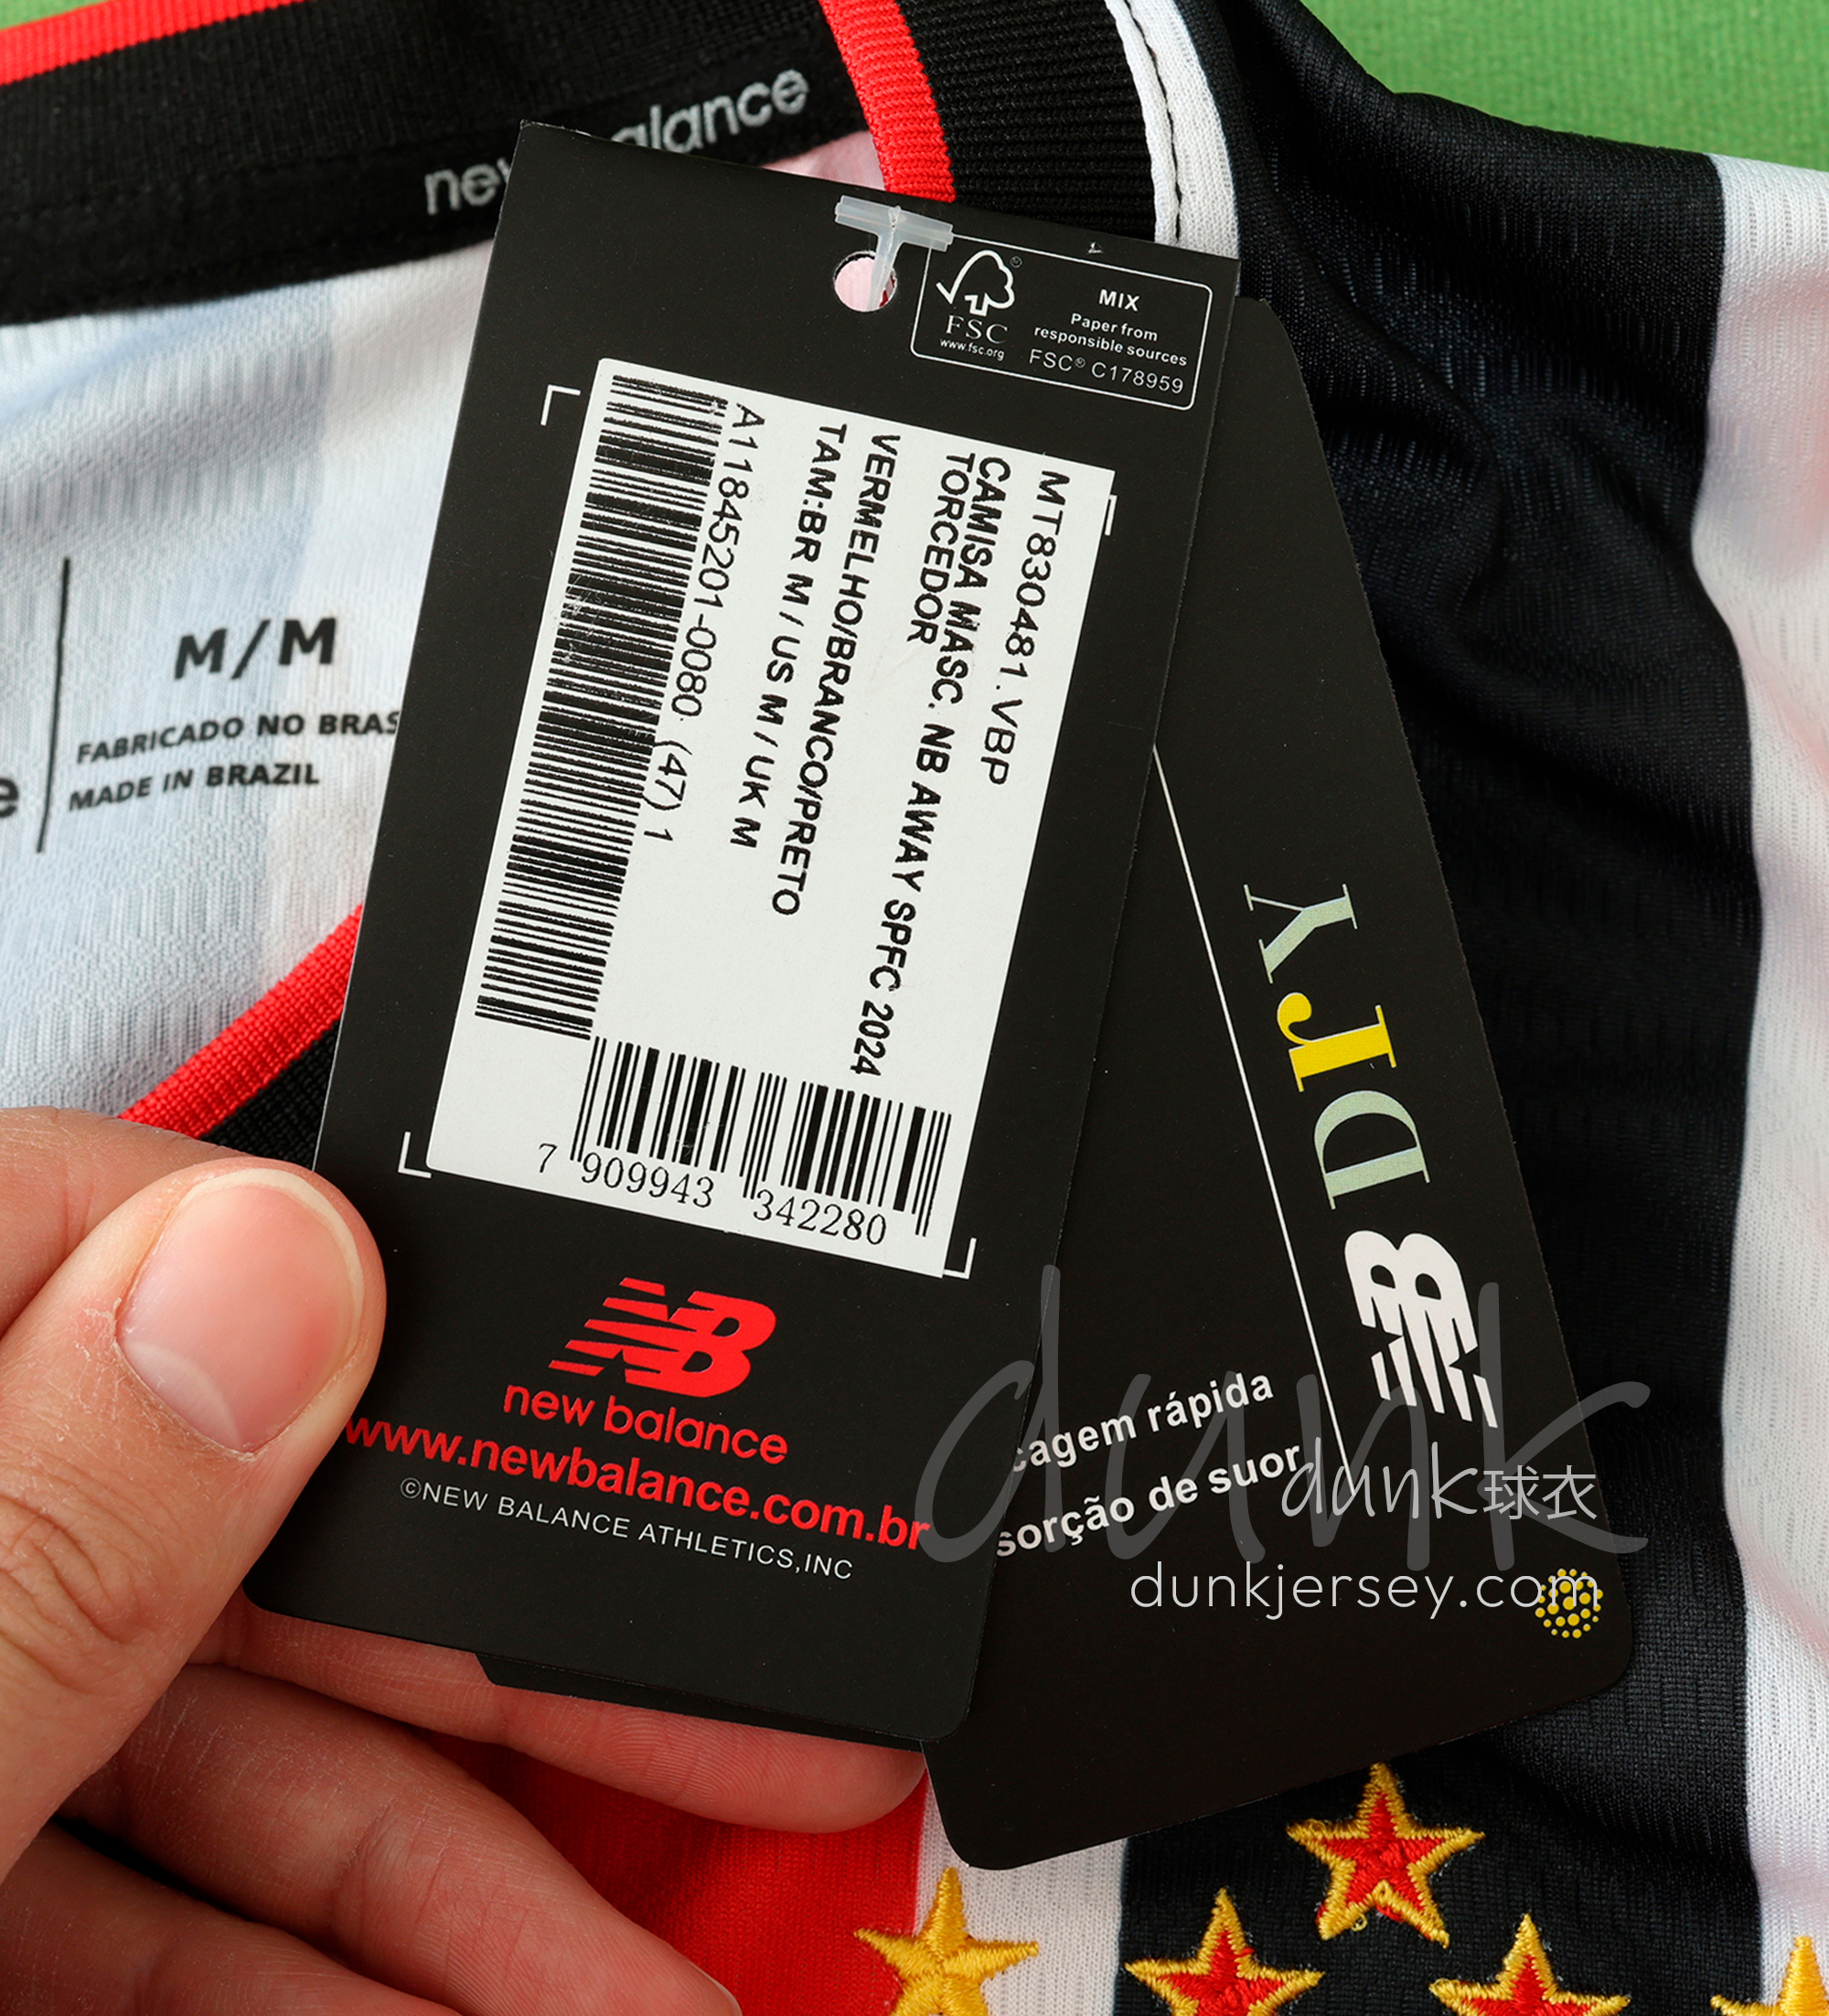 new balance
M/M
FABRICADO NO BRAS
MADE IN BRAZIL
e
FSC
www.fsc.org
MIX
Paper from
responsible sources
FSC® C178959
MT830481.VBP
CAMISA MASC. NB AWAY SPFC 2024
TORCEDOR
VERMELHO/BRANCO/PRETO
TAM:BR M / US M / UK M
A11845201-0080 (47) 1
7 909943 342280
NB
new balance
www.newbalance.com.br
©NEW BALANCE ATHLETICS,INC
NB DrY
cagem rápida
sorção de suor
dunk
dunk球衣
dunkjersey.com